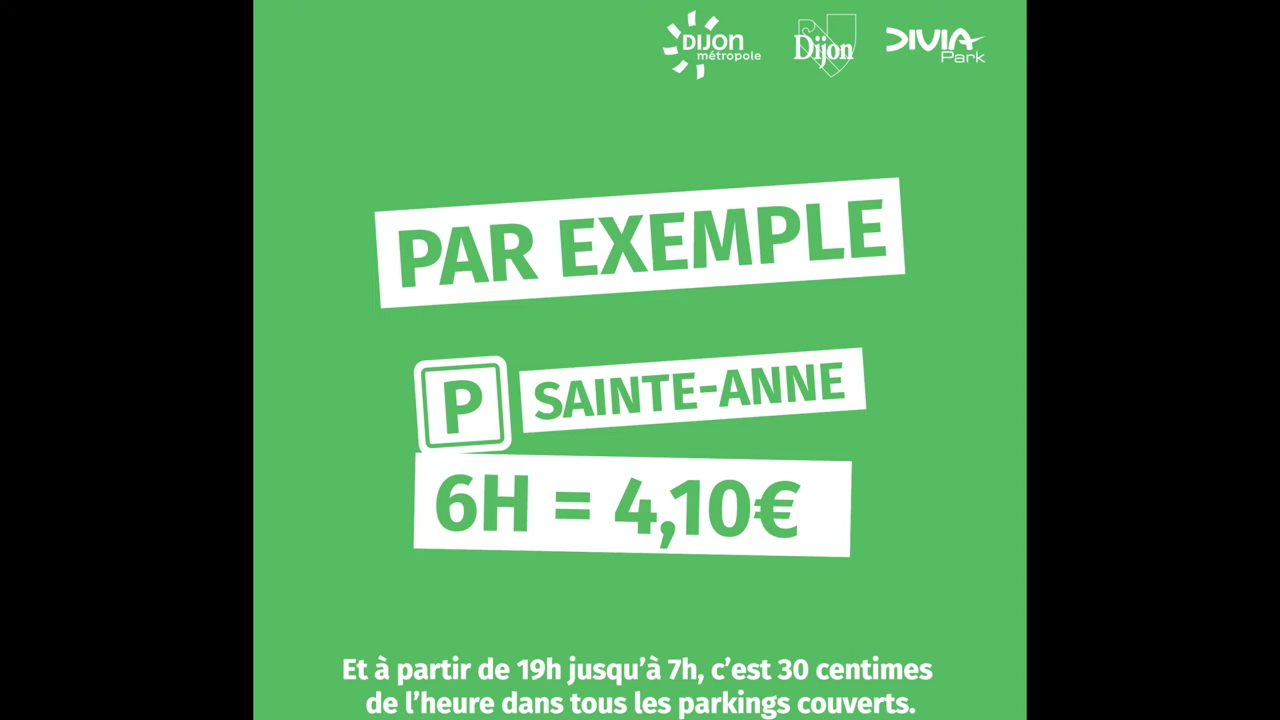 DIJON
métropole
Dijon
DIVIA
Park
PAR EXEMPLE
P
SAINTE-ANNE
6H = 4,10€
Et à partir de 19h jusqu’à 7h, c’est 30 centimes
de l’heure dans tous les parkings couverts.